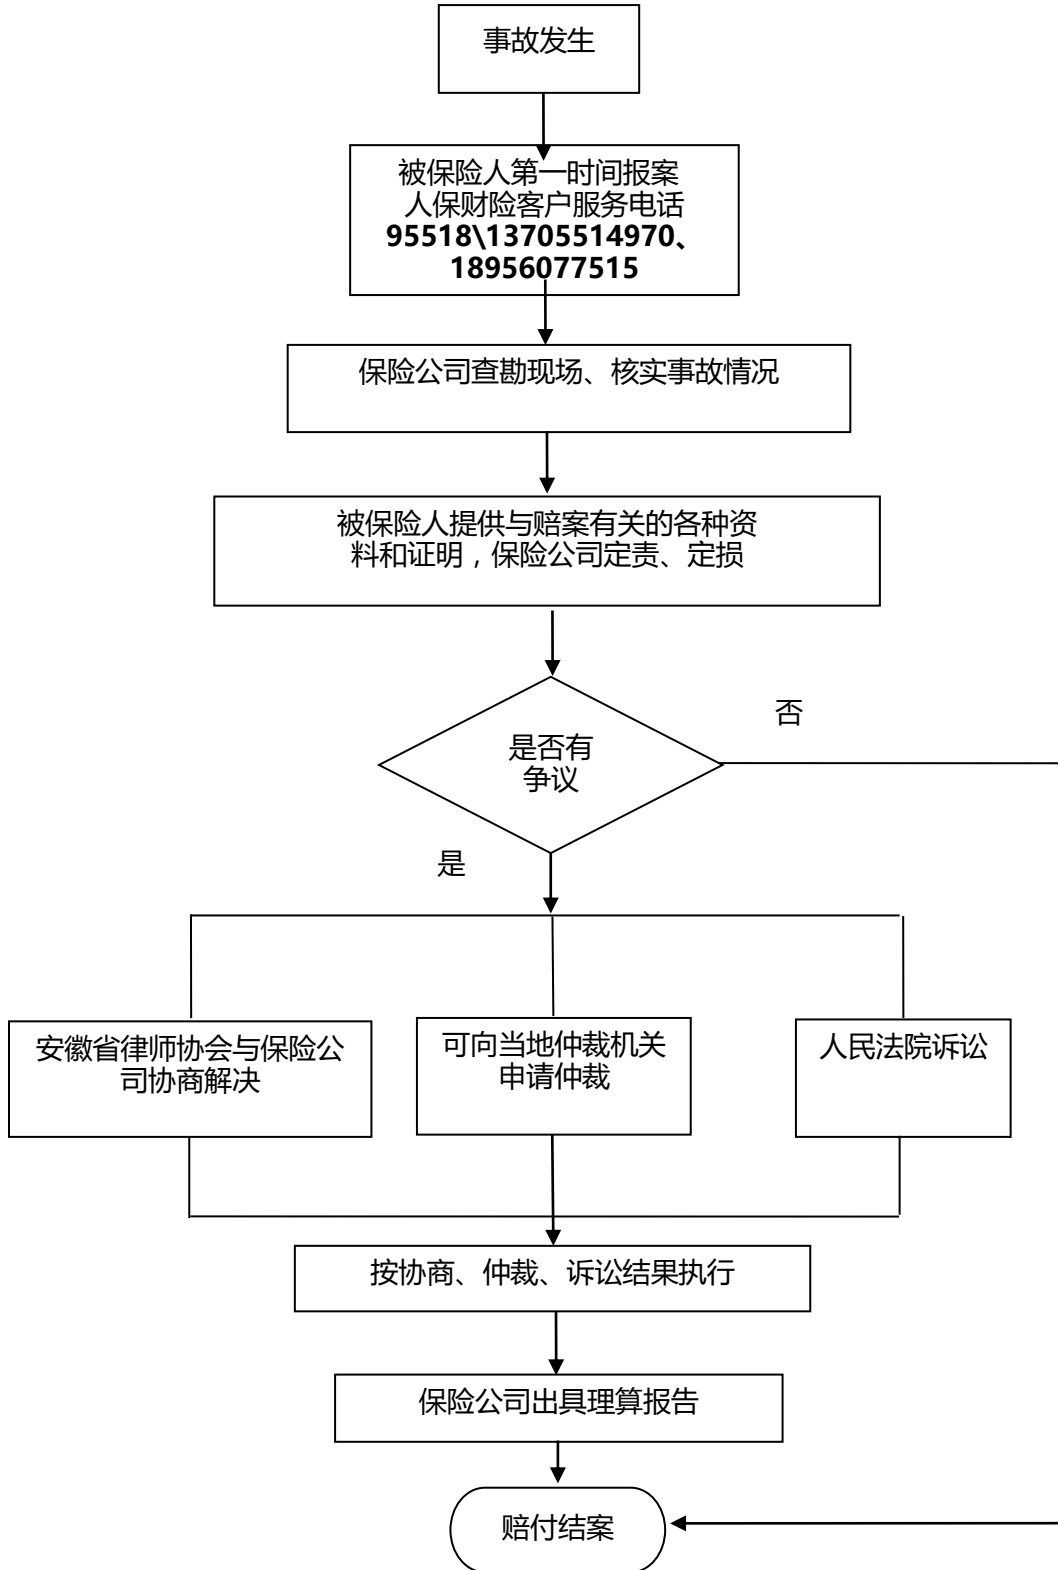 事故发生
被保险人第一时间报案
人保财险客户服务电话
95518\13705514970、
18956077515
保险公司查勘现场、核实事故情况
被保险人提供与赔案有关的各种资
料和证明，保险公司定责、定损
是否有
争议
否
是
安徽省律师协会与保险公
司协商解决
可向当地仲裁机关
申请仲裁
人民法院诉讼
按协商、仲裁、诉讼结果执行
保险公司出具理算报告
赔付结案